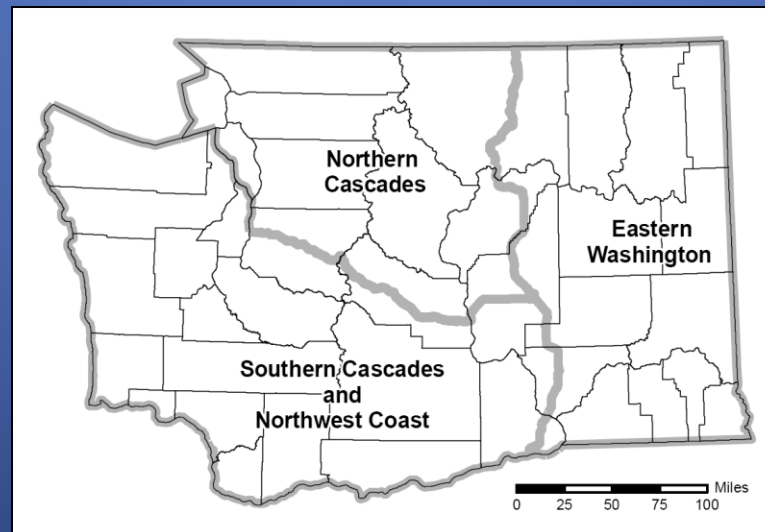 Northern
Cascades
Eastern
Washington
Southern Cascades
and
Northwest Coast
Miles
0 25 50 75 100